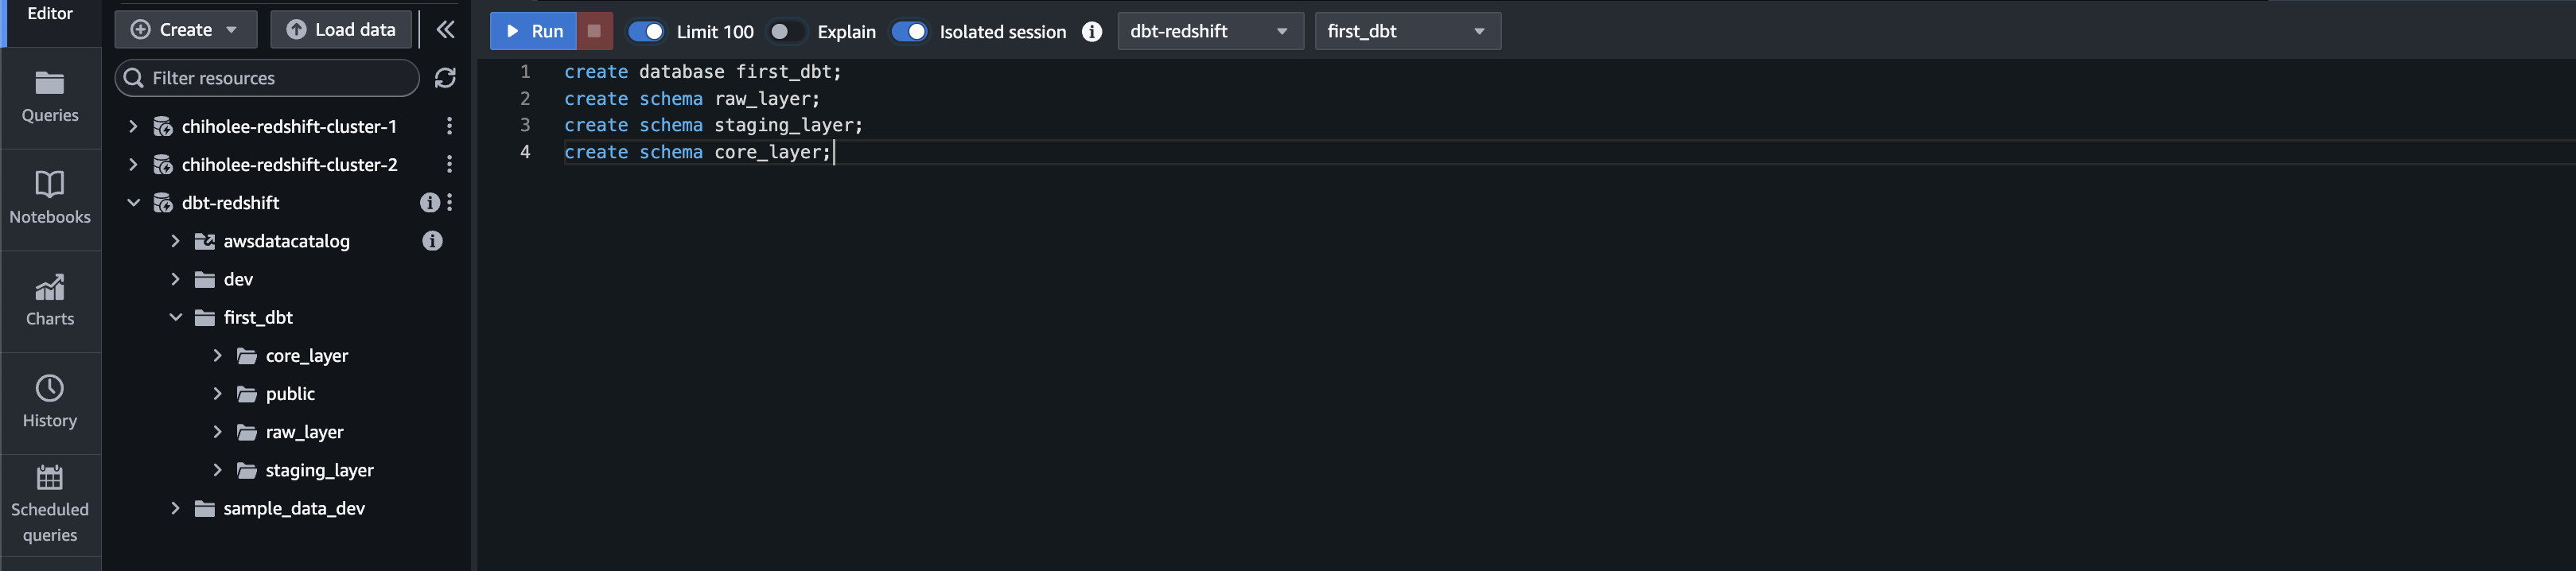 Editor
Queries
Notebooks
Charts
History
Scheduled
queries
Create
Load data
Filter resources
chiholee-redshift-cluster-1
chiholee-redshift-cluster-2
dbt-redshift
awsdatacatalog
dev
first_dbt
core_layer
public
raw_layer
staging_layer
sample_data_dev
Run Limit 100 Explain Isolated session dbt-redshift first_dbt
1 create database first_dbt;
2 create schema raw_layer;
3 create schema staging_layer;
4 create schema core_layer;